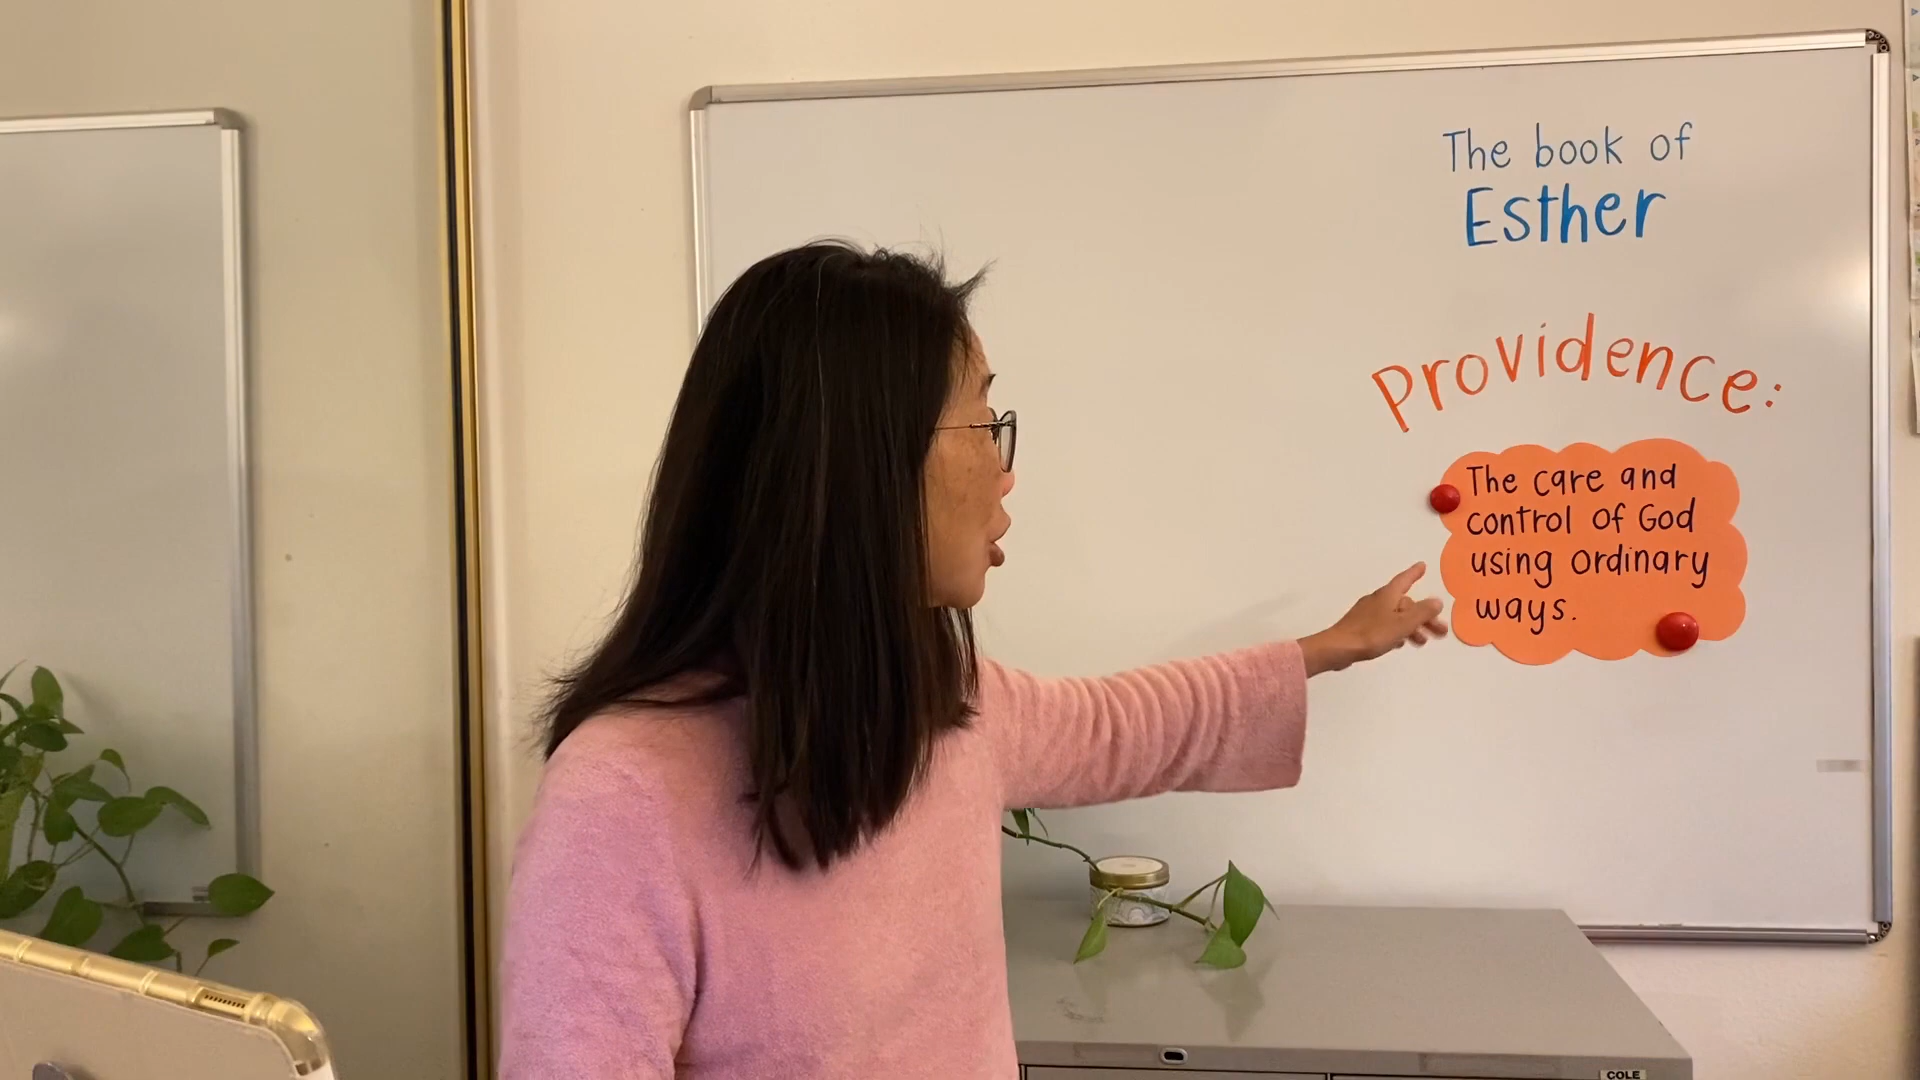 The book of
Esther
Providence:
The care and
control of God
using ordinary
ways.
COLE